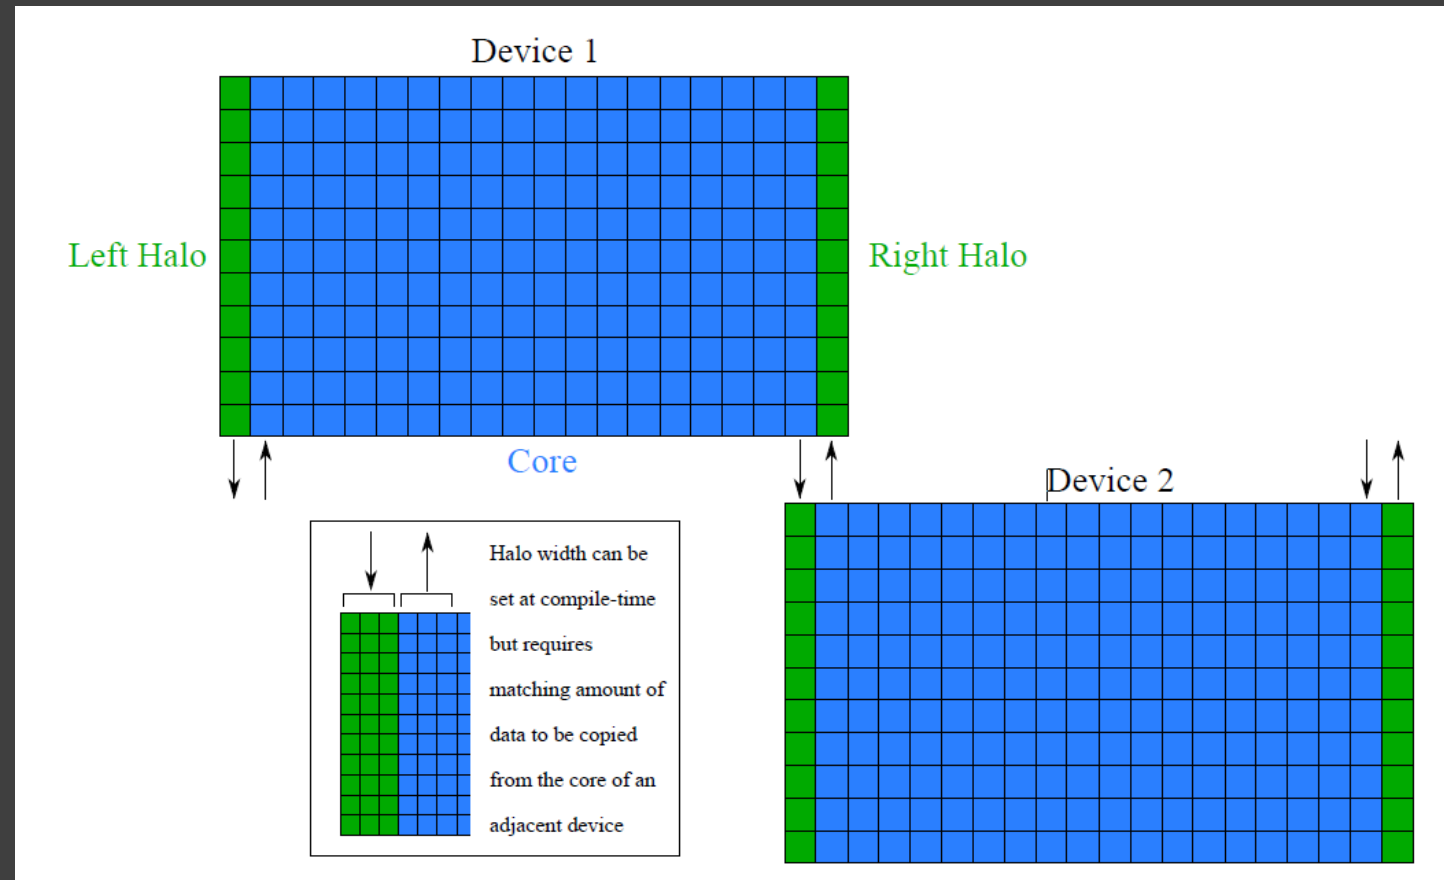 Device 1
Left Halo
Right Halo
Core
Device 2
Halo width can be
set at compile-time
but requires
matching amount of
data to be copied
from the core of an
adjacent device